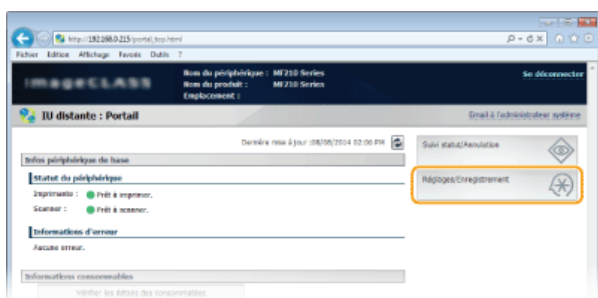 http://192.168.0.215/portal_top.html
Fichier Edition Affichage Favoris Outils ?
imageCLASS
Nom du périphérique : MF210 Series
Nom du produit : MF210 Series
Emplacement :
Se déconnecter
IU distante : Portail
Email à l'administrateur système
Dernière mise à jour :08/08/2014 02:06 PM
Infos périphérique de base
Statut du périphérique
Imprimante : Prêt à imprimer.
Scanner : Prêt à scanner.
Informations d'erreur
Aucune erreur.
Informations consommables
Vérifier les détails des consommables
Suivi statut/Annulation
Réglages/Enregistrement